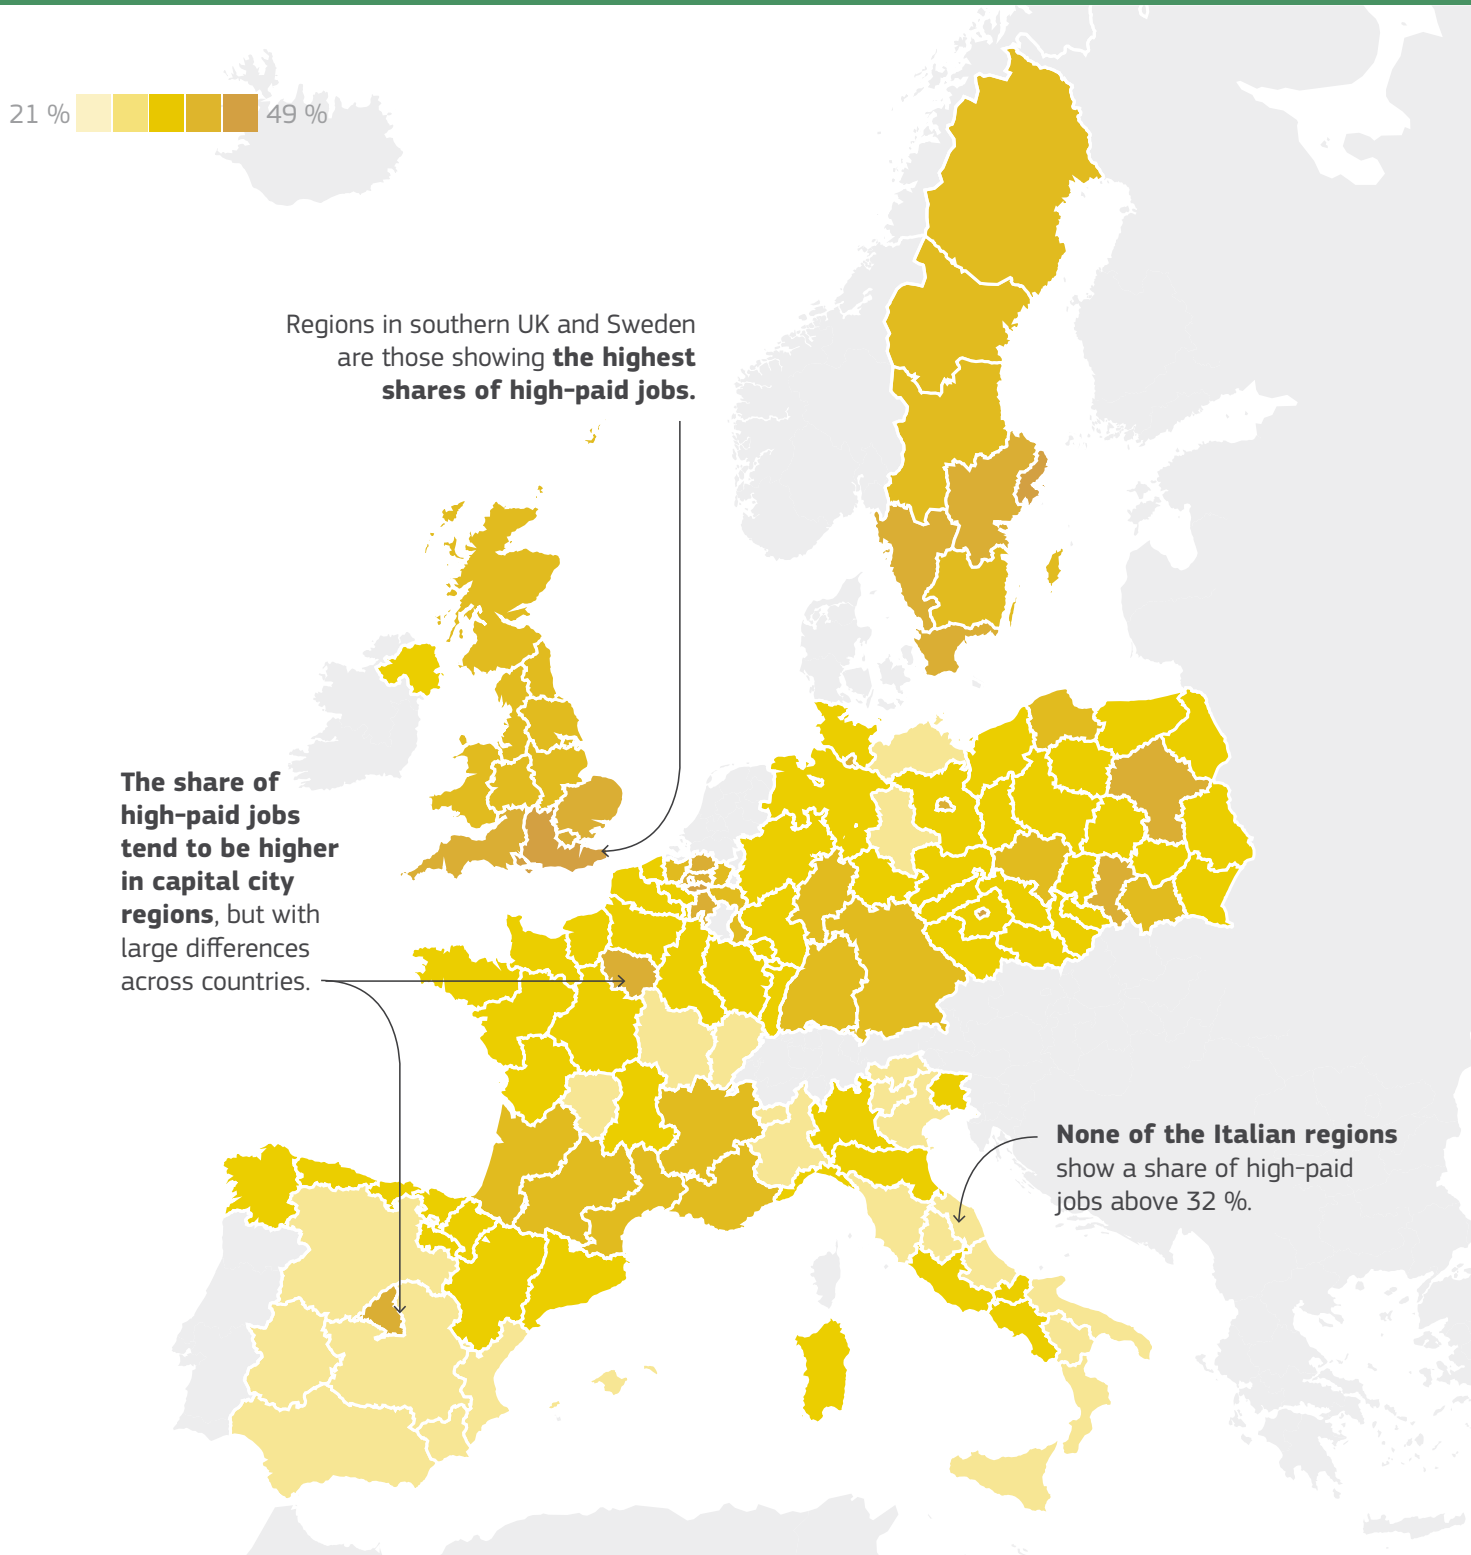 21 %
49 %
Regions in southern UK and Sweden
are those showing the highest
shares of high-paid jobs.
The share of
high-paid jobs
tend to be higher
in capital city
regions, but with
large differences
across countries.
None of the Italian regions
show a share of high-paid
jobs above 32 %.